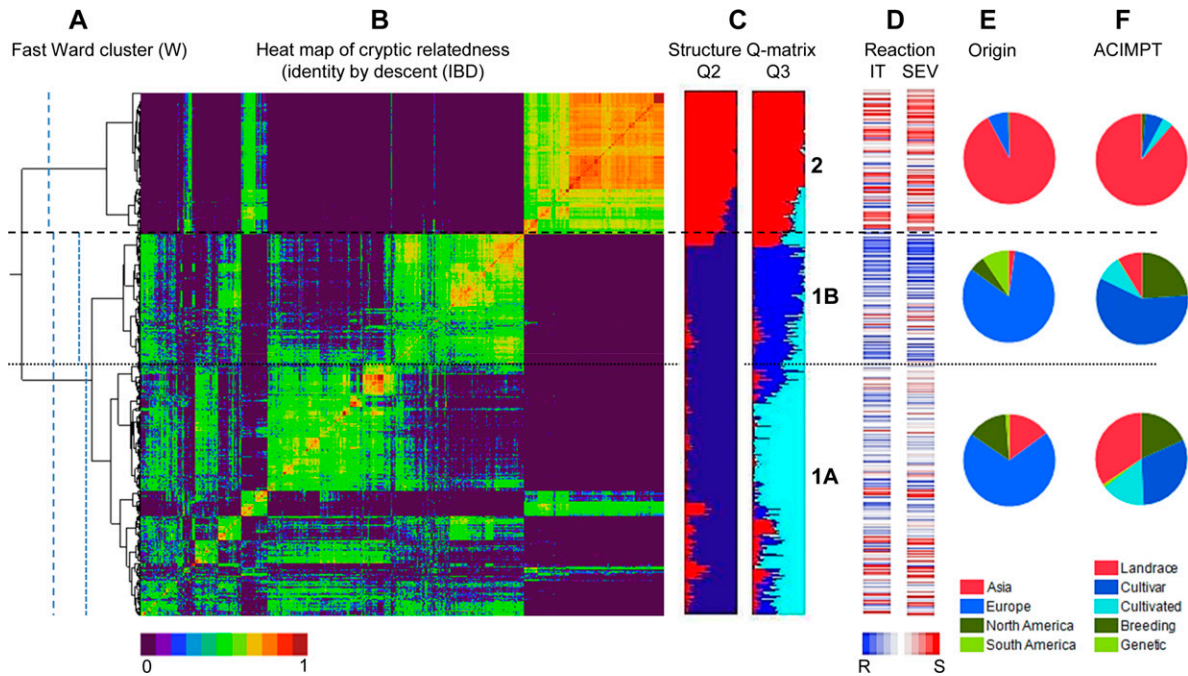 A
B
C
D
E
F
Fast Ward cluster (W)
Heat map of cryptic relatedness
(identity by descent (IBD)
Structure Q-matrix
Q2
Q3
Reaction
IT
SEV
Origin
ACIMPT
2
1B
1A
0
1
R
S
Asia
Europe
North America
South America
Landrace
Cultivar
Cultivated
Breeding
Genetic